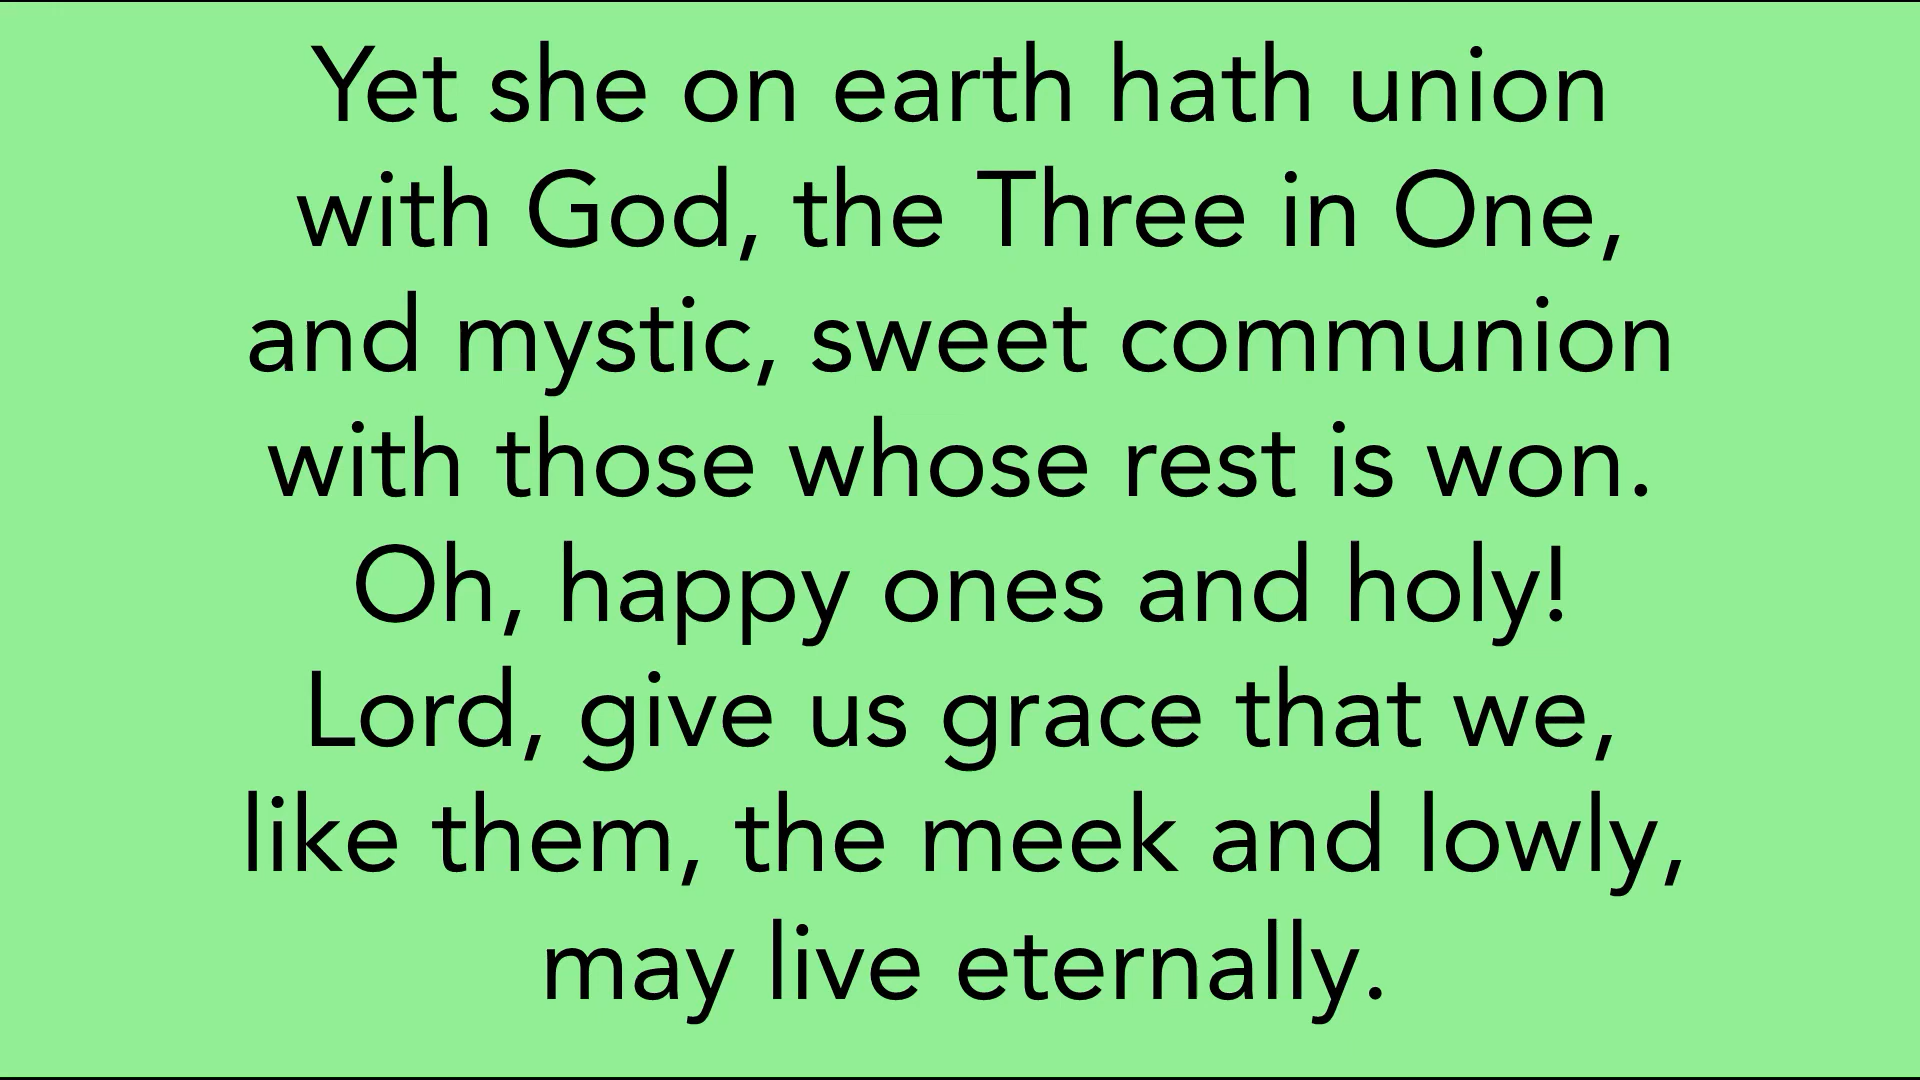 Yet she on earth hath union
with God, the Three in One,
and mystic, sweet communion
with those whose rest is won.
Oh, happy ones and holy!
Lord, give us grace that we,
like them, the meek and lowly,
may live eternally.